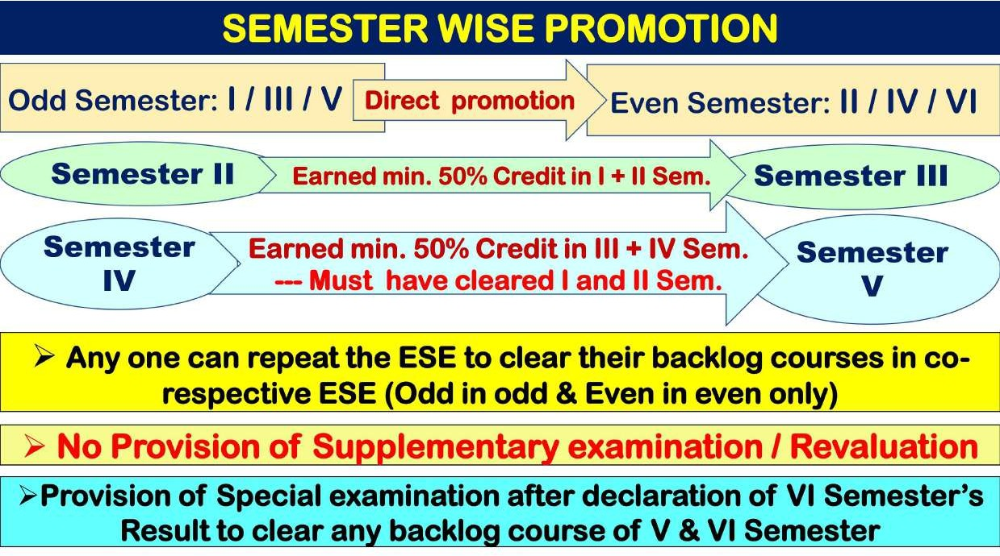 SEMESTER WISE PROMOTION
Odd Semester: I / III / V
Direct promotion
Even Semester: II / IV / VI
Semester II
Earned min. 50% Credit in I + II Sem.
Semester III
Semester
IV
Earned min. 50% Credit in III + IV Sem.
--- Must have cleared I and II Sem.
Semester
V
➢ Any one can repeat the ESE to clear their backlog courses in co-
respective ESE (Odd in odd & Even in even only)
➢ No Provision of Supplementary examination / Revaluation
➢Provision of Special examination after declaration of VI Semester’s
Result to clear any backlog course of V & VI Semester